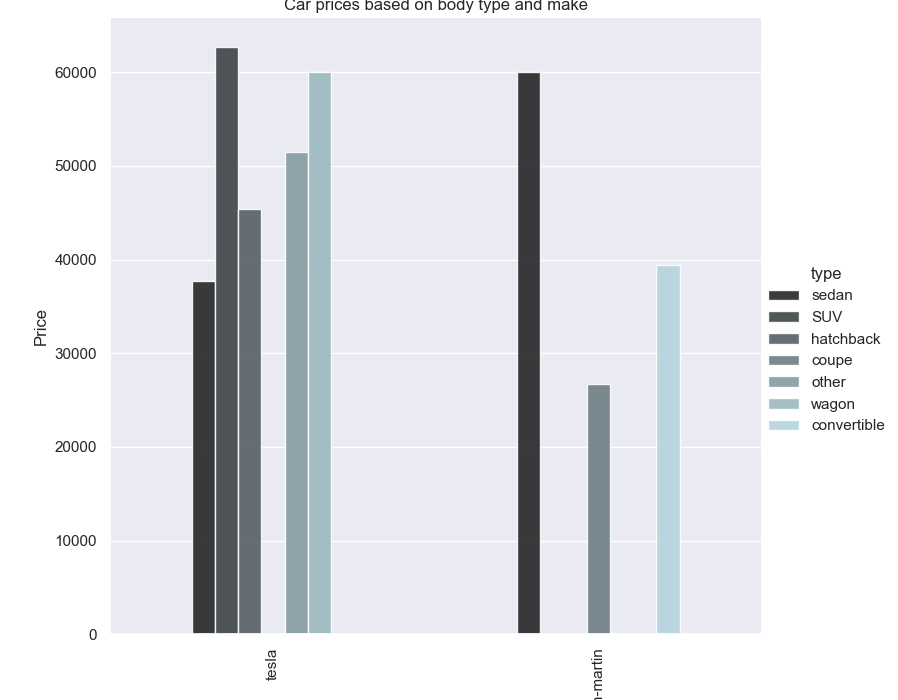 Car prices based on body type and make
60000
50000
40000
30000
20000
10000
0
Price
tesla
-martin
type
sedan
SUV
hatchback
coupe
other
wagon
convertible